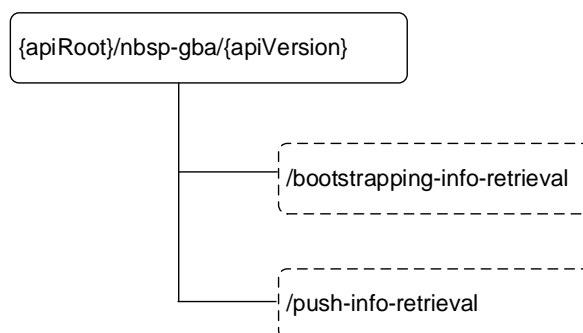 {apiRoot}/nbsp-gba/{apiVersion}
/bootstrapping-info-retrieval
/push-info-retrieval